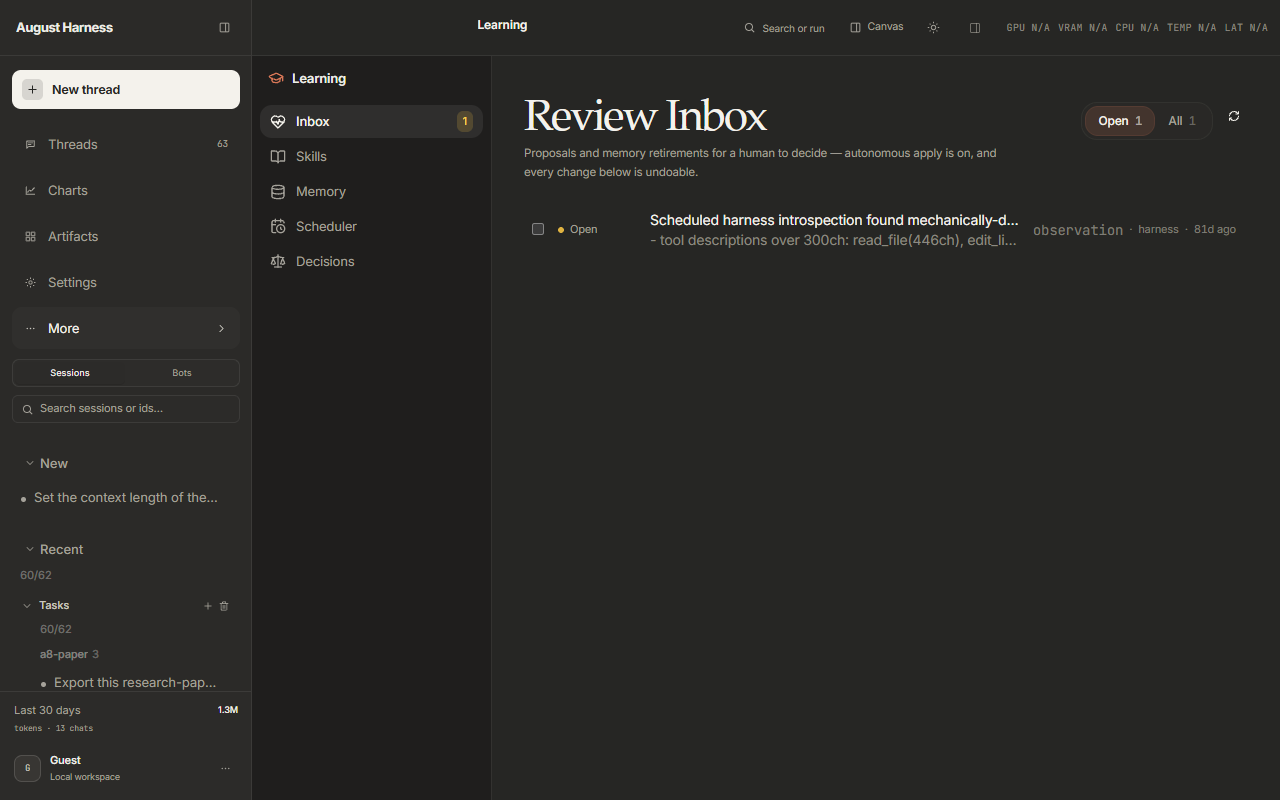 August Harness
Learning
Search or run
Canvas
GPU N/A VRAM N/A CPU N/A TEMP N/A LAT N/A
New thread
Threads 63
Charts
Artifacts
Settings
More
Sessions Bots
Search sessions or ids...
New
Set the context length of the...
Recent
60/62
Tasks
60/62
a8-paper 3
Export this research-pap...
Last 30 days 1.3M
tokens · 13 chats
G
Guest
Local workspace
Learning
Inbox 1
Skills
Memory
Scheduler
Decisions
Review Inbox
Proposals and memory retirements for a human to decide — autonomous apply is on, and
every change below is undoable.
Open 1 All 1
Open
Scheduled harness introspection found mechanically-d...
- tool descriptions over 300ch: read_file(446ch), edit_li...
observation · harness · 81d ago